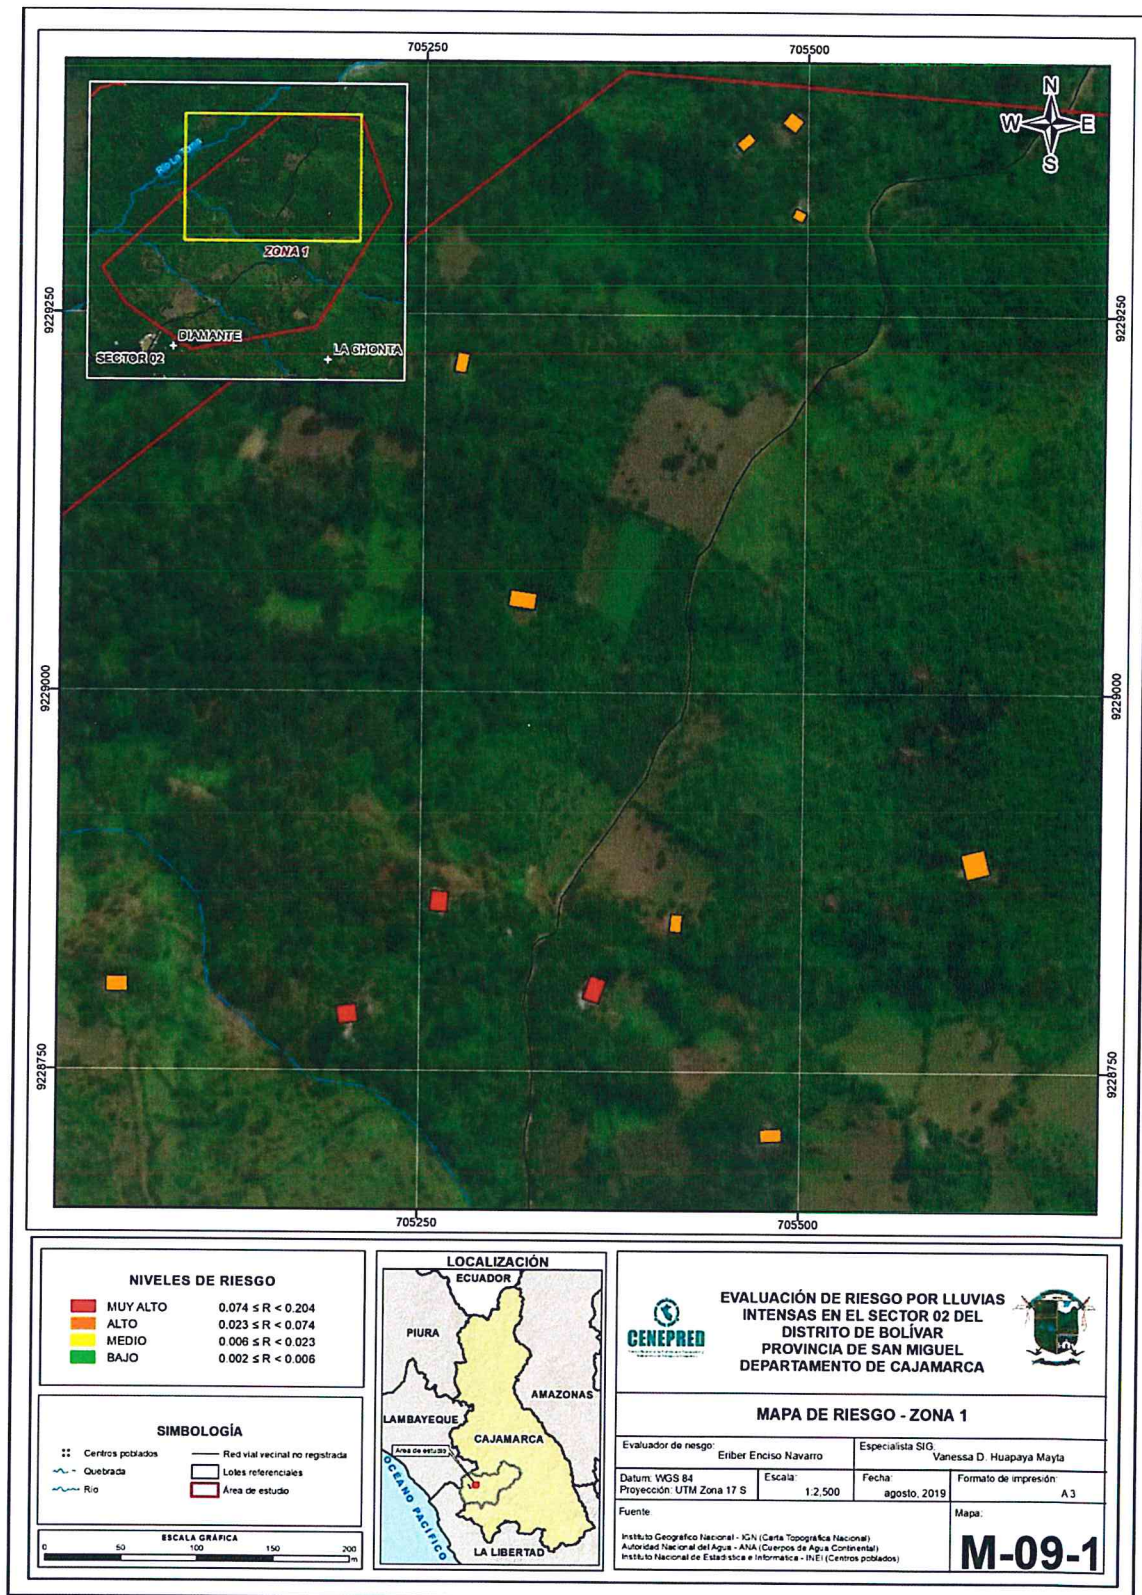 705250
705500
N
W
E
S
Río La Toma
ZONA 1
DIAMANTE
SECTOR 02
LA CHONTA
9229250
9229250
9229000
9229000
9228750
9228750
705250
705500
NIVELES DE RIESGO
MUY ALTO 0.074 ≤ R < 0.204
ALTO 0.023 ≤ R < 0.074
MEDIO 0.006 ≤ R < 0.023
BAJO 0.002 ≤ R < 0.006
SIMBOLOGÍA
Centros poblados
Quebrada
Río
Red vial vecinal no registrada
Lotes referenciales
Área de estudio
ESCALA GRÁFICA
0 50 100 150 200
m
LOCALIZACIÓN
ECUADOR
PIURA
AMAZONAS
LAMBAYEQUE
CAJAMARCA
Área de estudio
OCÉANO PACÍFICO
LA LIBERTAD
CENEPRED
EVALUACIÓN DE RIESGO POR LLUVIAS
INTENSAS EN EL SECTOR 02 DEL
DISTRITO DE BOLÍVAR
PROVINCIA DE SAN MIGUEL
DEPARTAMENTO DE CAJAMARCA
MAPA DE RIESGO - ZONA 1
Evaluador de riesgo:
Eriber Enciso Navarro
Especialista SIG:
Vanessa D. Huapaya Mayta
Datum: WGS 84
Proyección: UTM Zona 17 S
Escala:
1:2,500
Fecha:
agosto, 2019
Formato de impresión:
A3
Fuente
Instituto Geográfico Nacional - IGN (Carta Topográfica Nacional)
Autoridad Nacional del Agua - ANA (Cuerpos de Agua Continental)
Instituto Nacional de Estadística e Informática - INEI (Centros poblados)
Mapa:
M-09-1